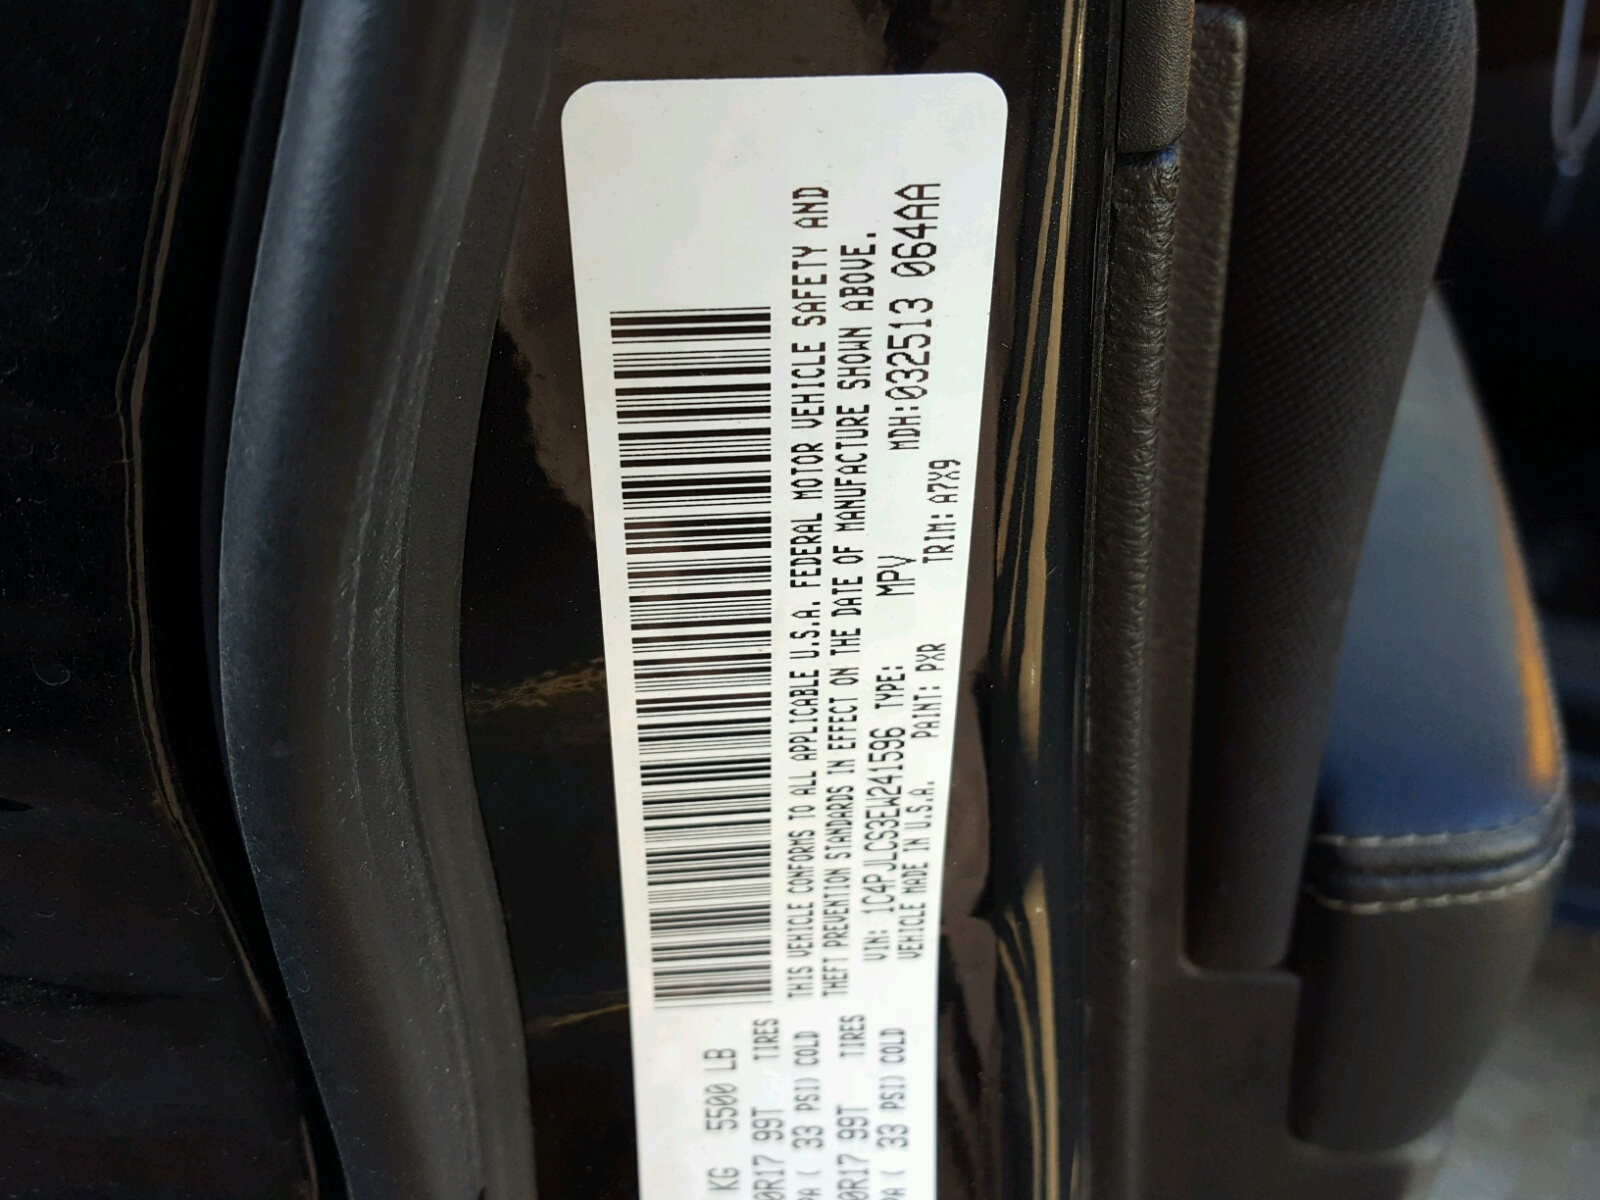 KG 5500 LB
0R17 99T TIRES
PA( 33 PSI) COLD
0R17 99T TIRES
PA( 33 PSI) COLD
THIS VEHICLE CONFORMS TO ALL APPLICABLE U.S.A. FEDERAL MOTOR VEHICLE SAFETY AND
THEFT PREVENTION STANDARDS IN EFFECT ON THE DATE OF MANUFACTURE SHOWN ABOVE.
VIN: 1C4PJLCS3EW241596 TYPE: MPV MDH:032513 064AA
VEHICLE MADE IN U.S.A. PAINT: PXR TRIM: A7X9